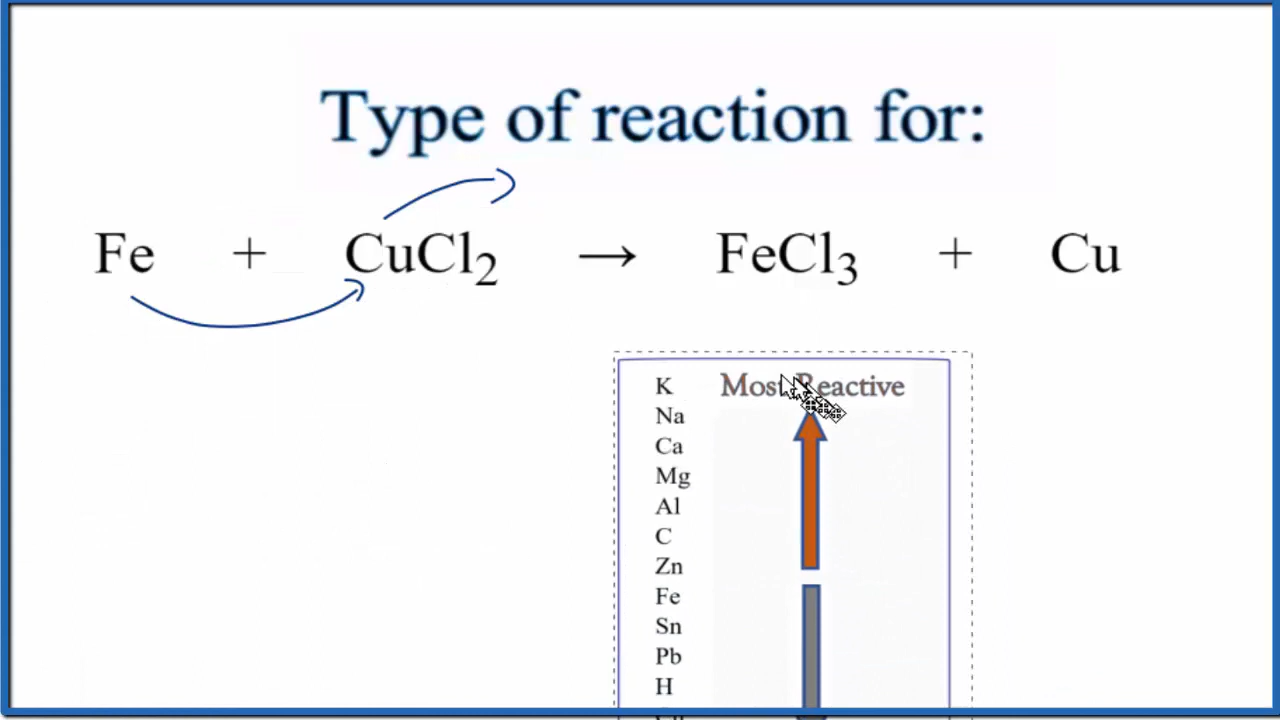 Type of reaction for:
Fe + CuCl₂ → FeCl₃ + Cu
K Most Reactive
Na
Ca
Mg
Al
C
Zn
Fe
Sn
Pb
H